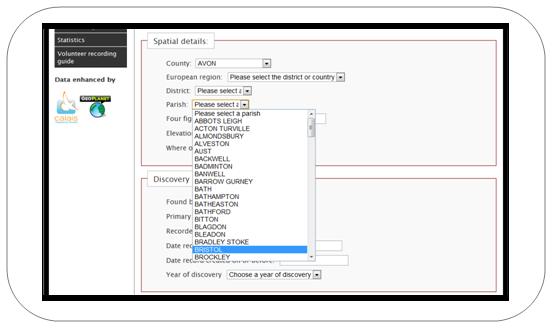 Statistics
Volunteer recording
guide
Data enhanced by
calais
GEOPLANET
Spatial details:
County: AVON
European region: Please select the district or country
District: Please select a
Parish: Please select a
Please select a parish
ABBOTS LEIGH
ACTON TURVILLE
ALMONDSBURY
ALVESTON
AUST
BACKWELL
BADMINTON
BANWELL
BARROW GURNEY
BATH
BATHAMPTON
BATHEASTON
BATHFORD
BITTON
BLAGDON
BLEADON
BRADLEY STOKE
BRISTOL
BROCKLEY
Four fig
Elevatio
Where o
Discovery
Found b
Primary
Recorde
Date rec
Date record created on or before:
Year of discovery Choose a year of discovery